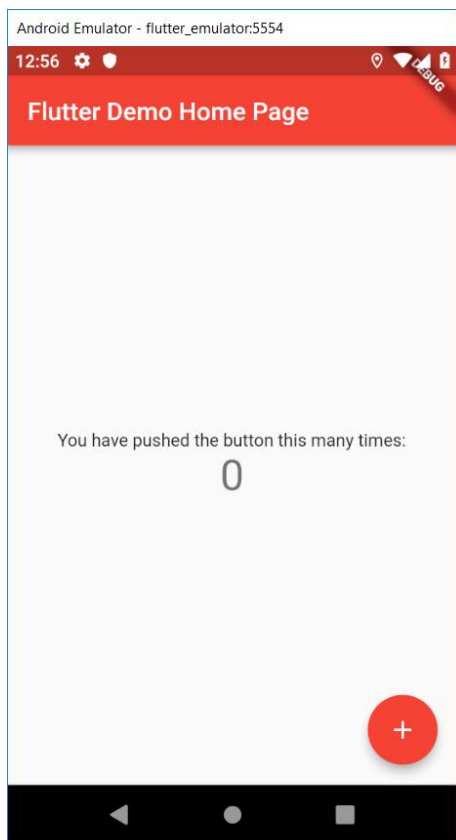 Android Emulator - flutter_emulator:5554
12:56
DEBUG
Flutter Demo Home Page
You have pushed the button this many times:
0
+